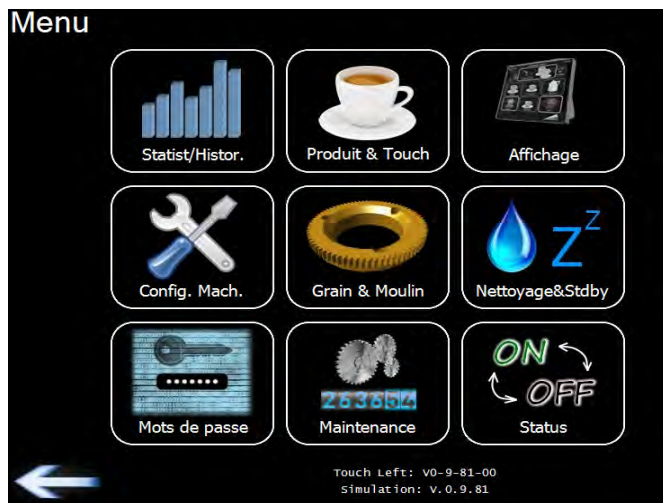 Menu
Statist/Histor.
Produit & Touch
Affichage
Z Z
Config. Mach.
Grain & Moulin
Nettoyage&Stdby
263654
ON
OFF
Mots de passe
Maintenance
Status
Touch Left: V0-9-81-00
Simulation: V.0.9.81